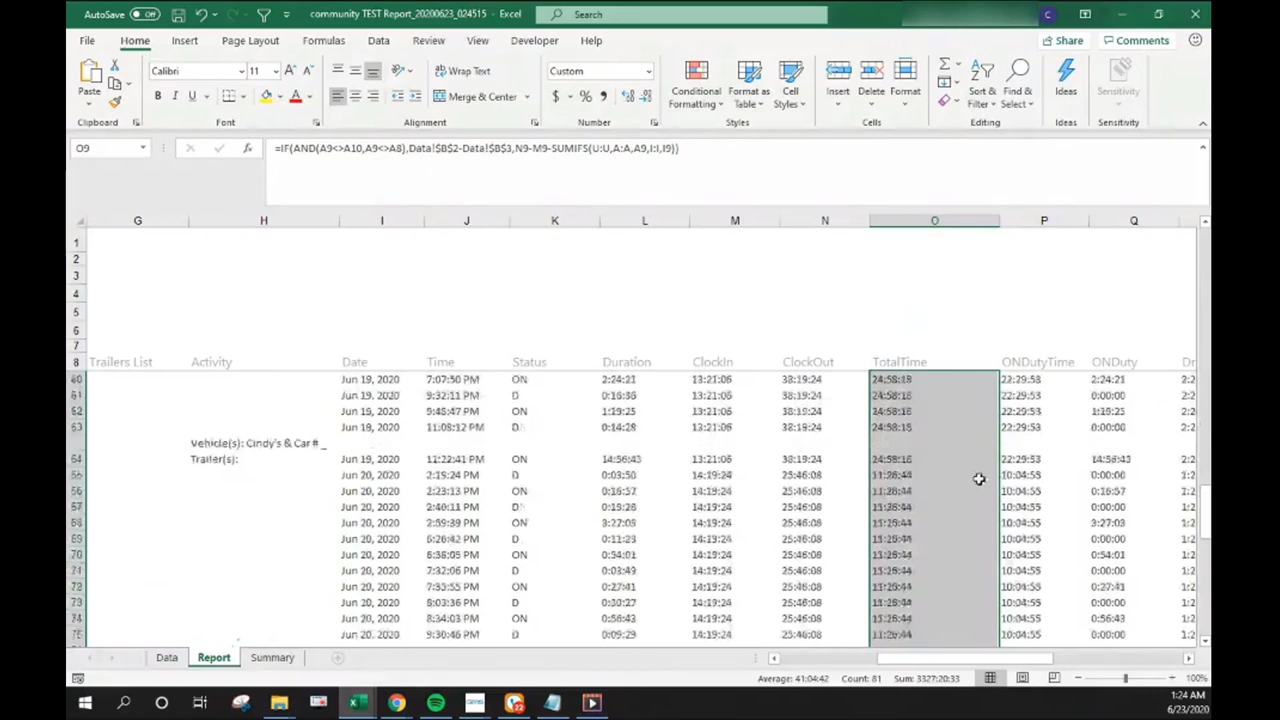 AutoSave Off community TEST Report_20200623_024515 - Excel Search C
File Home Insert Page Layout Formulas Data Review View Developer Help Share Comments
Paste Calibri 11 Wrap Text Custom Conditional Formatting Format as Table Cell Styles Insert Delete Format Sort & Filter Find & Select Ideas Sensitivity
B I U Merge & Center $ % 9
Clipboard Font Alignment Number Styles Cells Editing Ideas Sensitivity
O9 fx =IF(AND(A9<>A10,A9<>A8),Data!$B$2-Data!$B$3,N9-M9-SUMIFS(U:U,A:A,A9,I:I,I9))
G H I J K L M N O P Q
1
2
3
4
5
6
7
8 Trailers List Activity Date Time Status Duration ClockIn ClockOut TotalTime ONDutyTime ONDuty Dr
Jun 19, 2020 7:07:50 PM ON 2:24:21 13:21:06 38:19:24 24:58:18 22:29:53 2:24:21 2:2
Jun 19, 2020 9:32:11 PM D 0:16:36 13:21:06 38:19:24 24:58:18 22:29:53 0:00:00 2:2
Jun 19, 2020 9:48:47 PM ON 1:19:25 13:21:06 38:19:24 24:58:18 22:29:53 1:19:25 2:2
Jun 19, 2020 11:08:12 PM D 0:14:28 13:21:06 38:19:24 24:58:18 22:29:53 0:00:00 2:2
Vehicle(s): Cindy's & Car # _
64 Trailer(s): Jun 19, 2020 11:22:41 PM ON 14:56:43 13:21:06 38:19:24 24:58:18 22:29:53 14:56:43 2:2
Jun 20, 2020 2:19:24 PM D 0:03:50 14:19:24 25:46:08 11:26:44 10:04:55 0:00:00 1:2
Jun 20, 2020 2:23:13 PM ON 0:16:57 14:19:24 25:46:08 11:26:44 10:04:55 0:16:57 1:2
Jun 20, 2020 2:40:11 PM D 14:19:24 25:46:08 11:26:44 10:04:55 0:00:00 1:2
Jun 20, 2020 2:59:39 PM ON 3:27:03 14:19:24 25:46:08 11:26:44 10:04:55 3:27:03 1:2
Jun 20, 2020 6:26:42 PM D 0:11:23 14:19:24 25:46:08 11:26:44 10:04:55 0:00:00 1:2
70 Jun 20, 2020 6:38:05 PM ON 0:54:01 14:19:24 25:46:08 11:26:44 10:04:55 0:54:01 1:2
71 Jun 20, 2020 7:32:06 PM D 0:03:49 14:19:24 25:46:08 11:26:44 10:04:55 0:00:00 1:2
72 Jun 20, 2020 7:35:55 PM ON 0:27:41 14:19:24 25:46:08 11:26:44 10:04:55 0:27:41 1:2
73 Jun 20, 2020 8:03:36 PM D 0:30:27 14:19:24 25:46:08 11:26:44 10:04:55 0:00:00 1:2
74 Jun 20, 2020 8:34:03 PM ON 0:56:43 14:19:24 25:46:08 11:26:44 10:04:55 0:56:43 1:2
75 Jun 20, 2020 9:30:46 PM D 0:09:29 14:19:24 25:46:08 11:26:44 10:04:55 0:00:00 1:2
Data Report Summary
Average: 41:04:42 Count: 81 Sum: 3327:20:33 100%
22 1:24 AM
6/23/2020